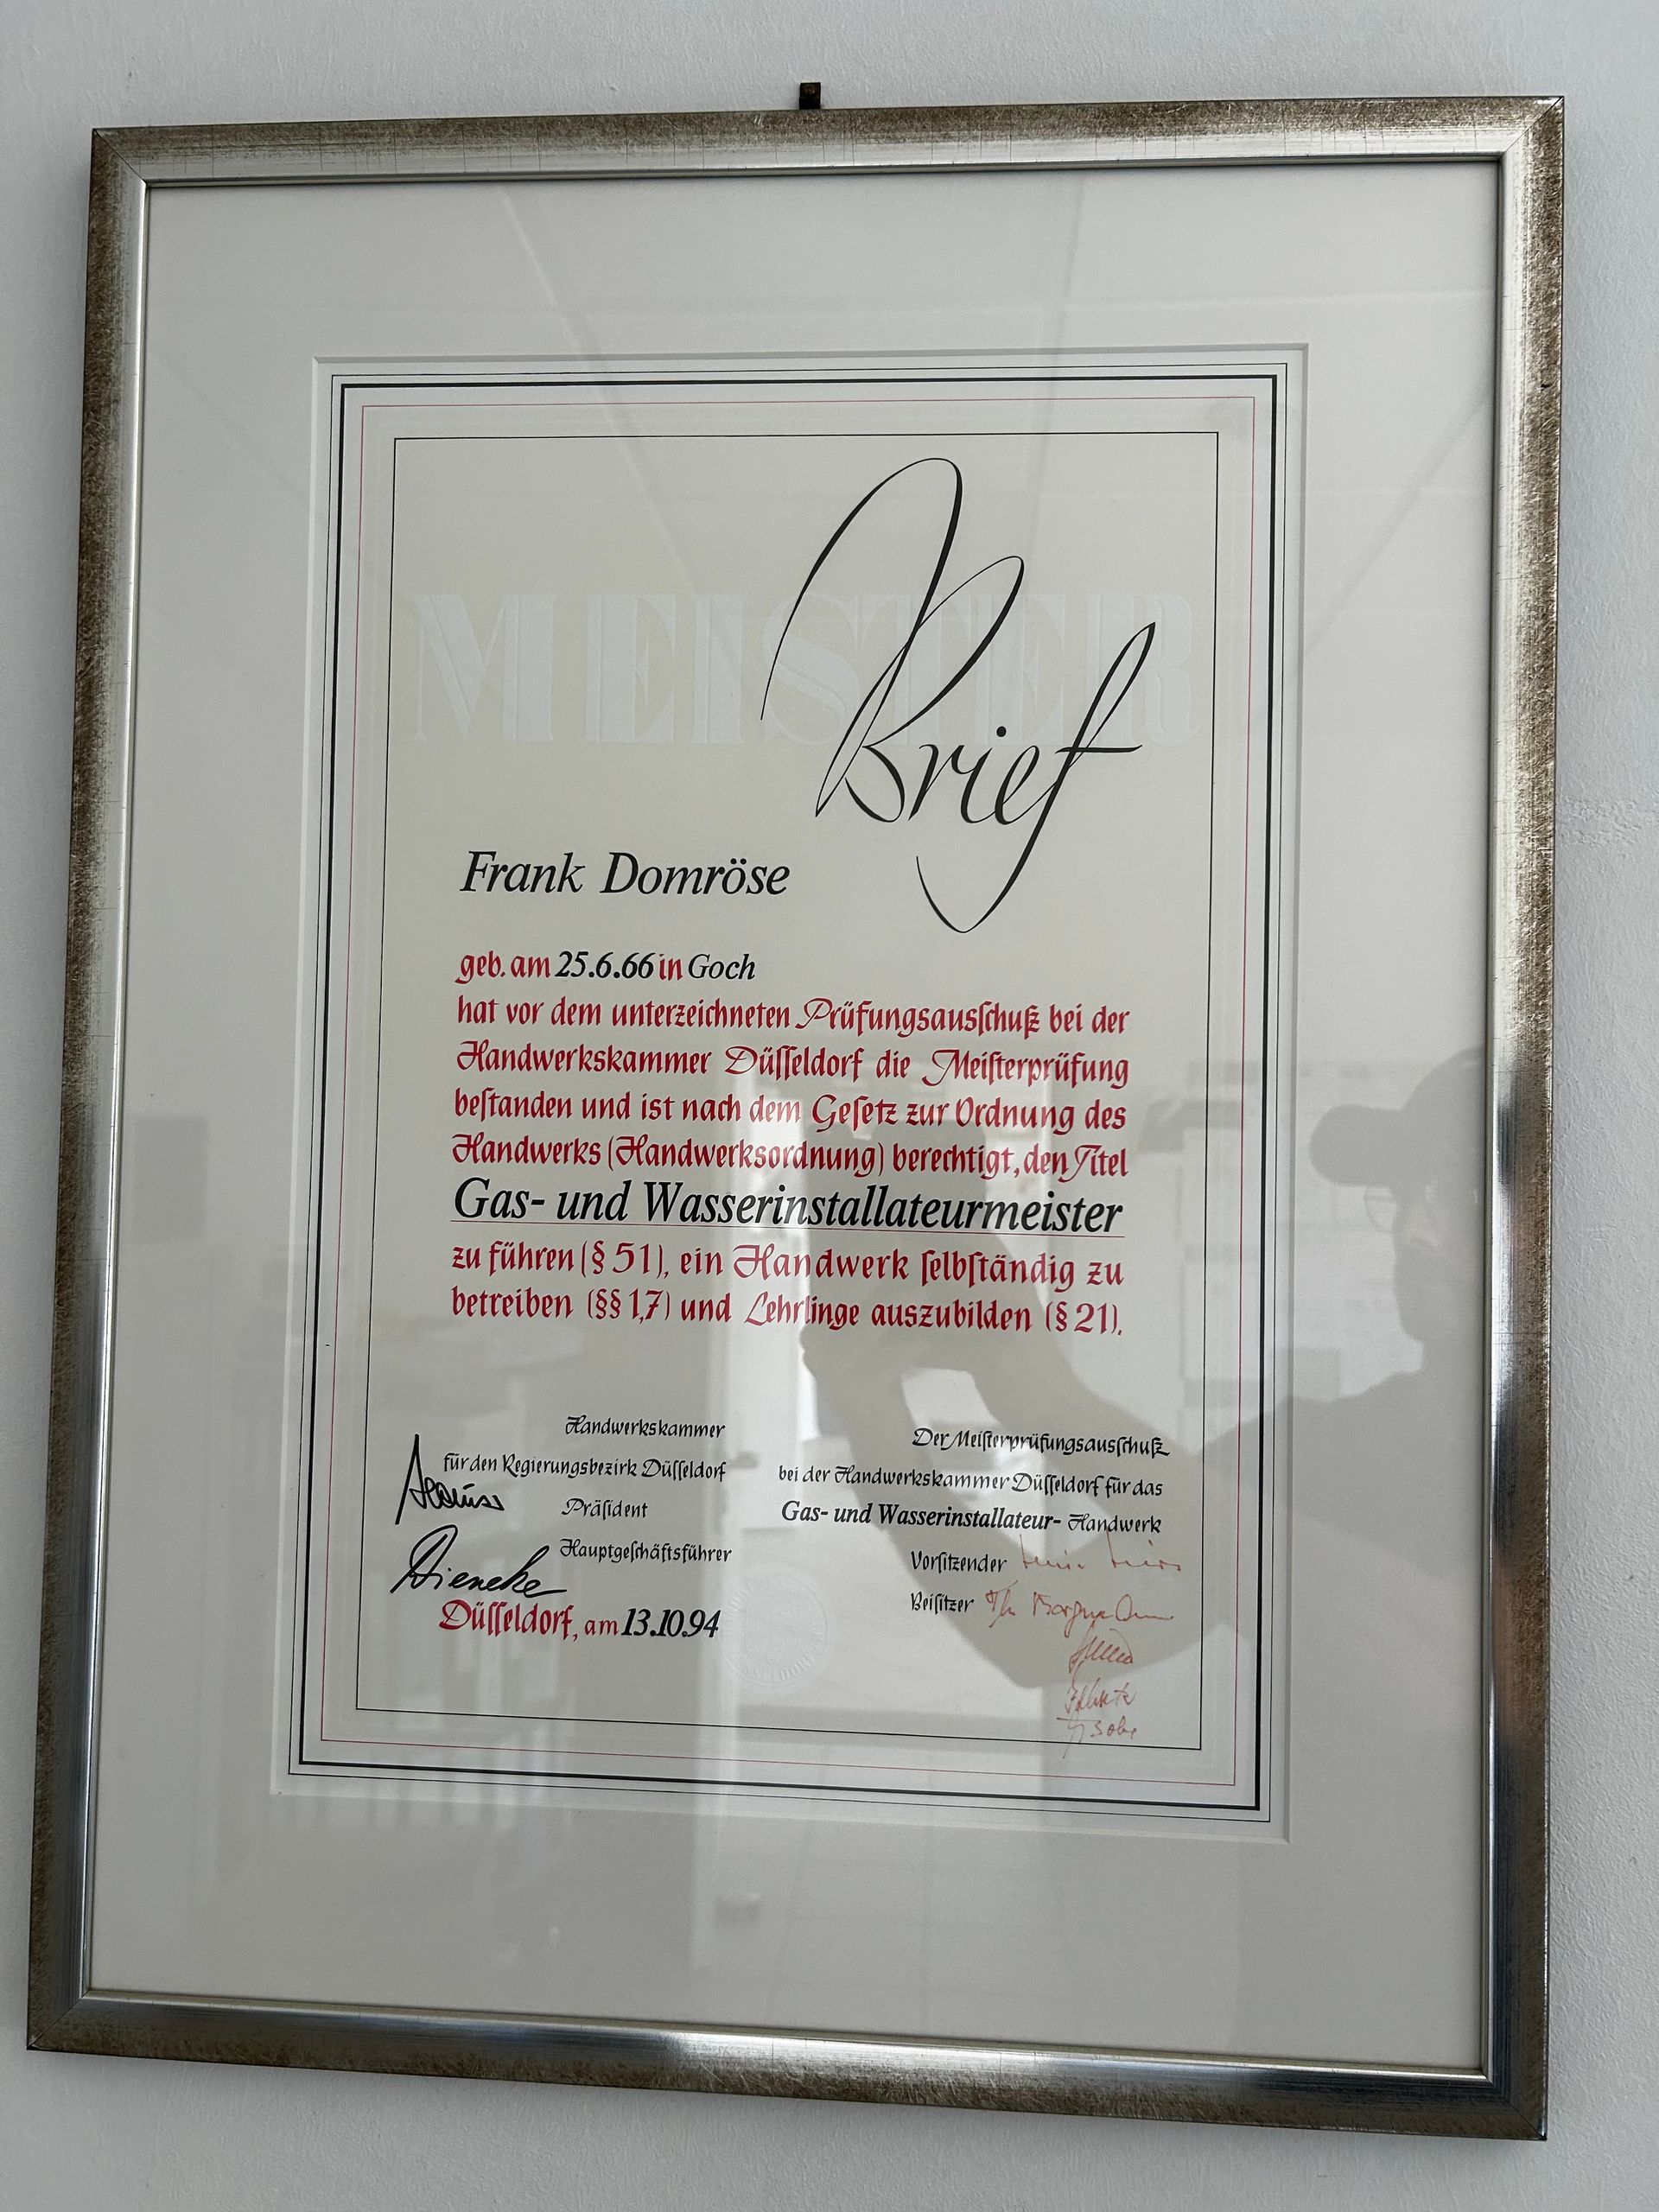 MEISTER
Brief
Frank Domröse
geb. am 25.6.66 in Goch
hat vor dem unterzeichneten Prüfungsausſchuß bei der
Handwerkskammer Düſſeldorf die Meiſterprüfung
beſtanden und ist nach dem Geſetz zur Ordnung des
Handwerks (Handwerksordnung) berechtigt, den Titel
Gas- und Wasserinstallateurmeister
zu führen (§ 51), ein Handwerk ſelbſtändig zu
betreiben (§§ 1,7) und Lehrlinge auszubilden (§ 21).
Handwerkskammer
für den Regierungsbezirk Düſſeldorf
Präſident
Hauptgeſchäftsführer
Düſſeldorf, am 13.10.94
Der Meiſterprüfungsausſchuß
bei der Handwerkskammer Düſſeldorf für das
Gas- und Wasserinstallateur- Handwerk
Vorſitzender
Beiſitzer